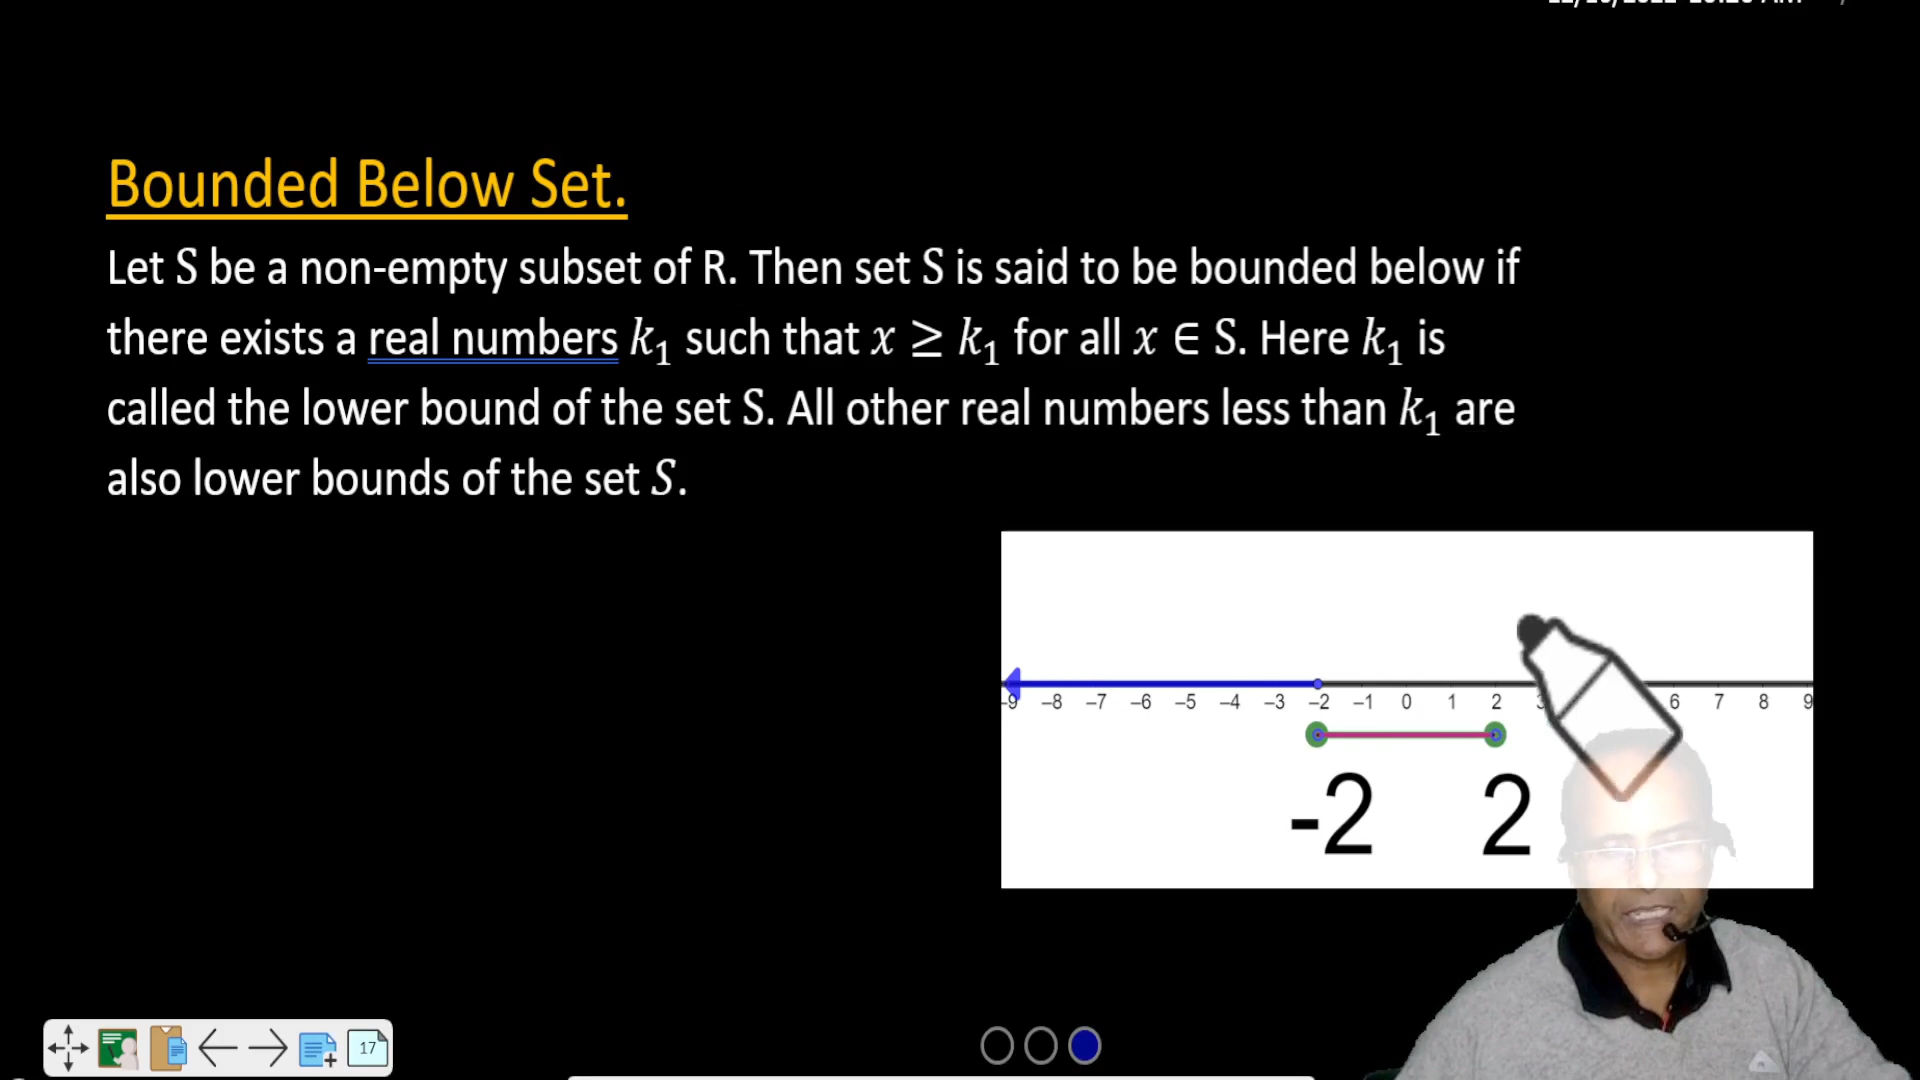 Bounded Below Set.
Let S be a non-empty subset of R. Then set S is said to be bounded below if
there exists a real numbers k₁ such that x ≥ k₁ for all x ∈ S. Here k₁ is
called the lower bound of the set S. All other real numbers less than k₁ are
also lower bounds of the set S.
–9 –8 –7 –6 –5 –4 –3 –2 –1 0 1 2 3 6 7 8 9
-2 2
17